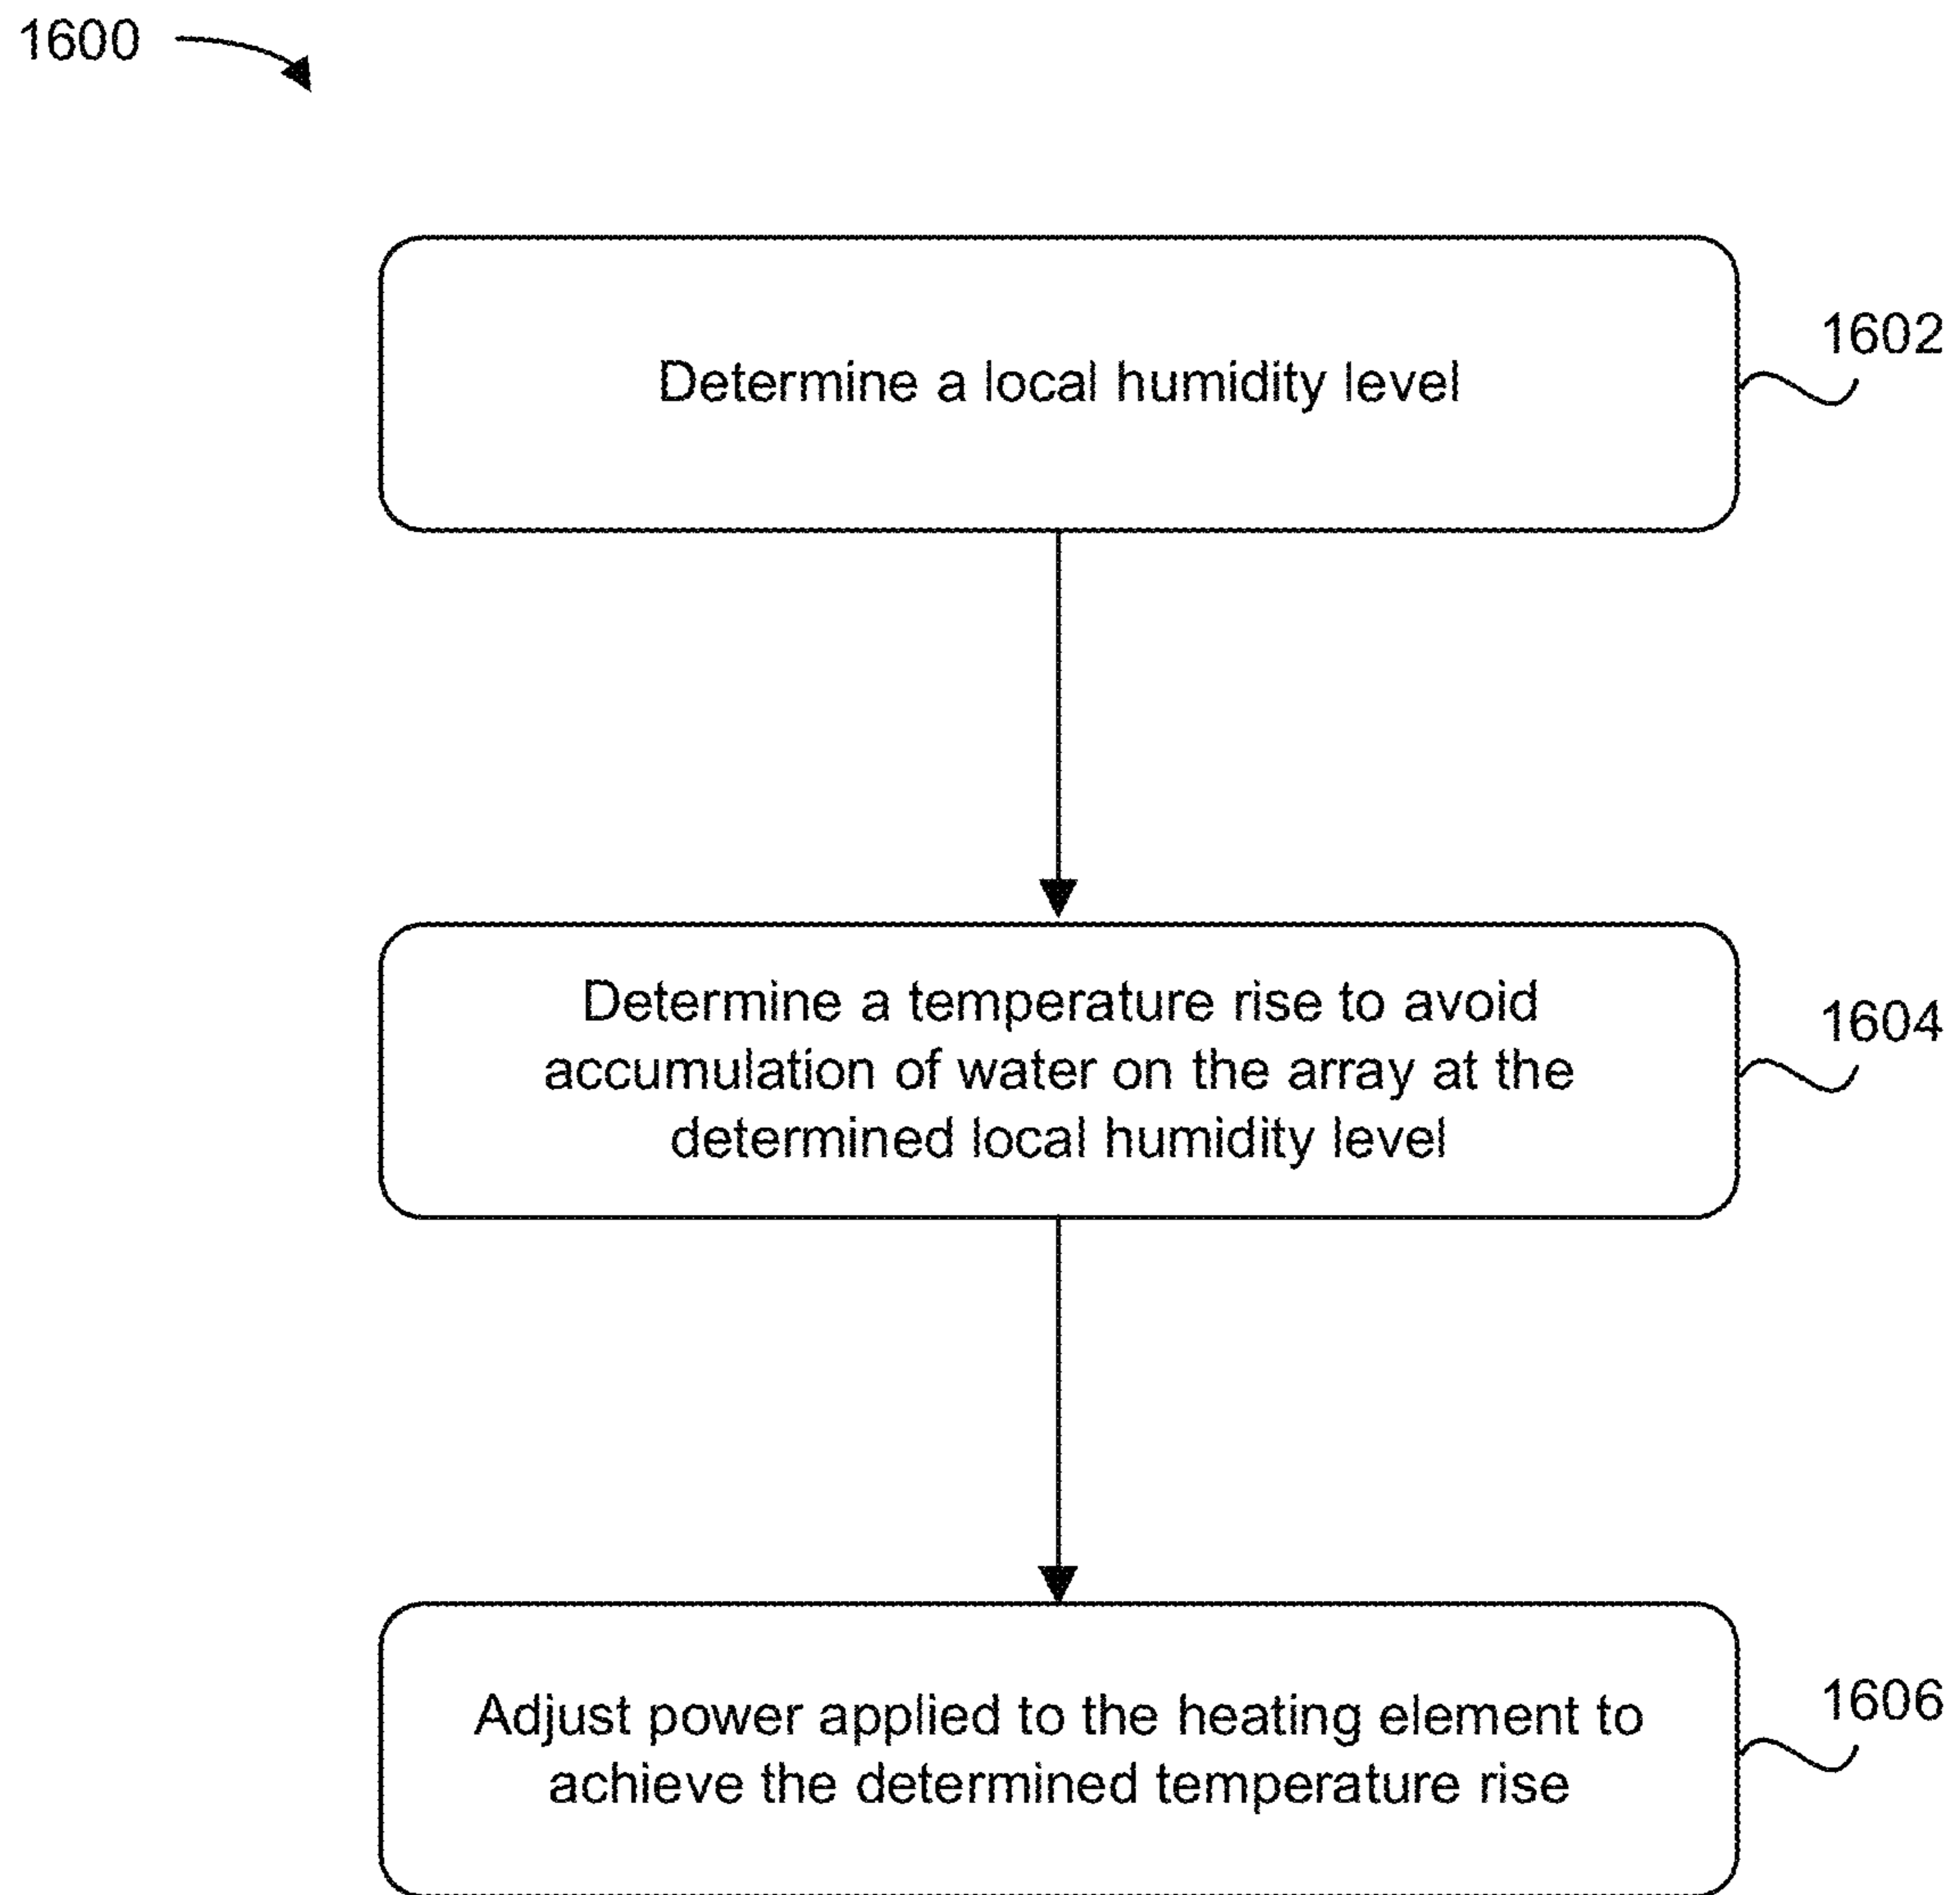 1600
Determine a local humidity level
1602
Determine a temperature rise to avoid
accumulation of water on the array at the
determined local humidity level
1604
Adjust power applied to the heating element to
achieve the determined temperature rise
1606